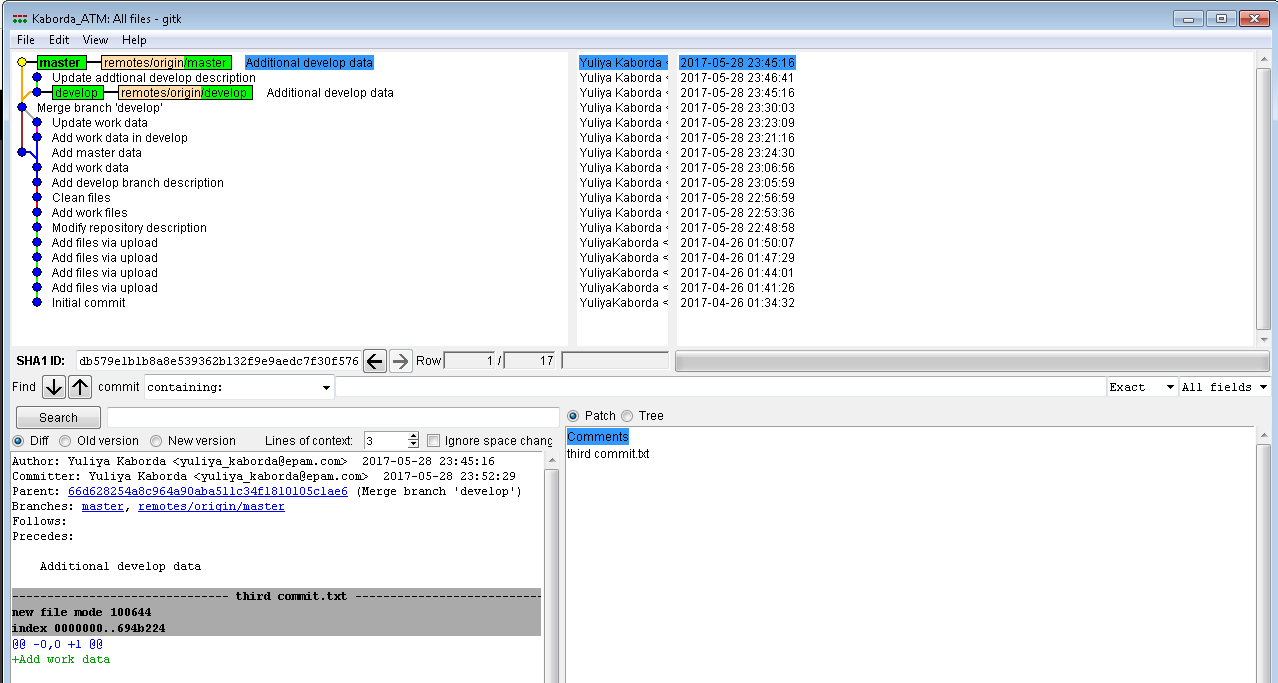 Kaborda_ATM: All files - gitk
File Edit View Help
master remotes/origin/master Additional develop data Yuliya Kaborda < 2017-05-28 23:45:16
Update addtional develop description Yuliya Kaborda < 2017-05-28 23:46:41
develop remotes/origin/develop Additional develop data Yuliya Kaborda < 2017-05-28 23:45:16
Merge branch 'develop' Yuliya Kaborda < 2017-05-28 23:30:03
Update work data Yuliya Kaborda < 2017-05-28 23:23:09
Add work data in develop Yuliya Kaborda < 2017-05-28 23:21:16
Add master data Yuliya Kaborda < 2017-05-28 23:24:30
Add work data Yuliya Kaborda < 2017-05-28 23:06:56
Add develop branch description Yuliya Kaborda < 2017-05-28 23:05:59
Clean files Yuliya Kaborda < 2017-05-28 22:56:59
Add work files Yuliya Kaborda < 2017-05-28 22:53:36
Modify repository description Yuliya Kaborda < 2017-05-28 22:48:58
Add files via upload YuliyaKaborda < 2017-04-26 01:50:07
Add files via upload YuliyaKaborda < 2017-04-26 01:47:29
Add files via upload YuliyaKaborda < 2017-04-26 01:44:01
Add files via upload YuliyaKaborda < 2017-04-26 01:41:26
Initial commit YuliyaKaborda < 2017-04-26 01:34:32
SHA1 ID: db579e1b1b8a8e539362b132f9e9aedc7f30f576 Row 1 / 17
Find commit containing: Exact All fields
Search Patch Tree
Diff Old version New version Lines of context: 3 Ignore space chang
Comments
third commit.txt
Author: Yuliya Kaborda <yuliya_kaborda@epam.com> 2017-05-28 23:45:16
Committer: Yuliya Kaborda <yuliya_kaborda@epam.com> 2017-05-28 23:52:29
Parent: 66d628254a8c964a90aba511c34f1810105c1ae6 (Merge branch 'develop')
Branches: master, remotes/origin/master
Follows:
Precedes:
Additional develop data
------------------------------- third commit.txt ---------------------------
new file mode 100644
index 0000000..694b224
@@ -0,0 +1 @@
+Add work data